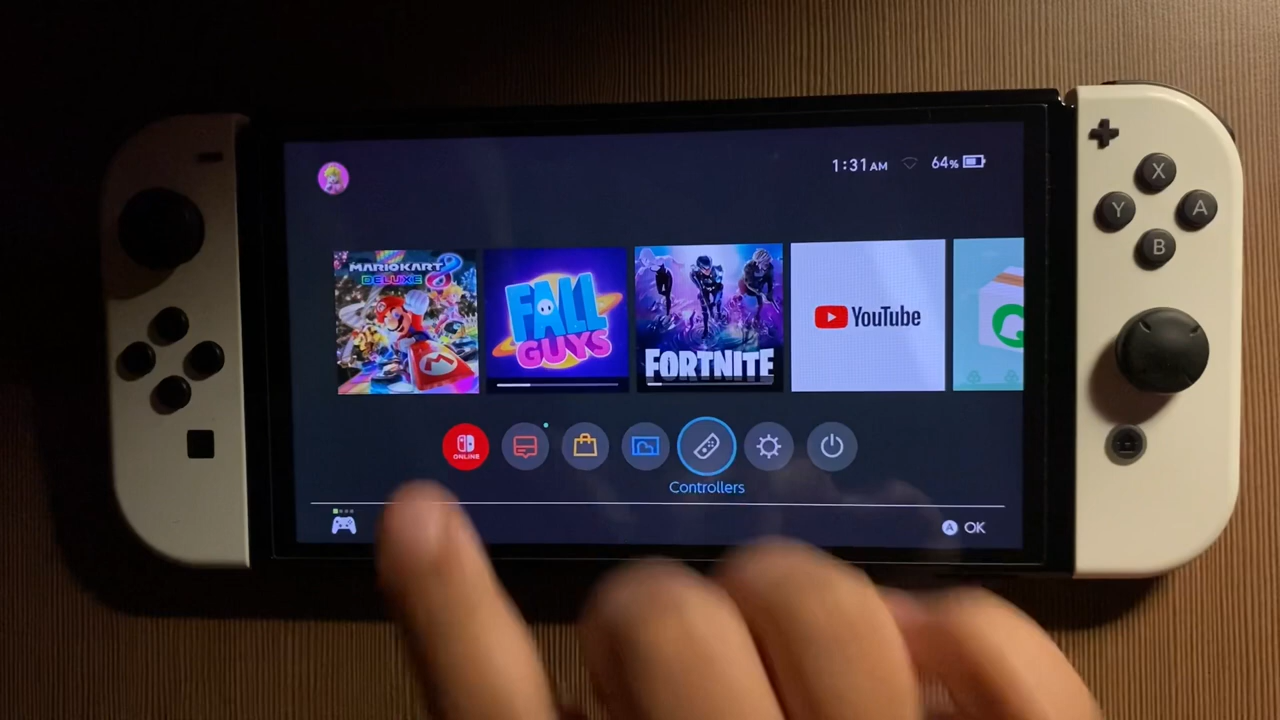 1:31 AM 64%
MARIOKART 8
DELUXE
FALL
GUYS
FORTNITE
YouTube
ONLINE
Controllers
A OK
X
Y
A
B